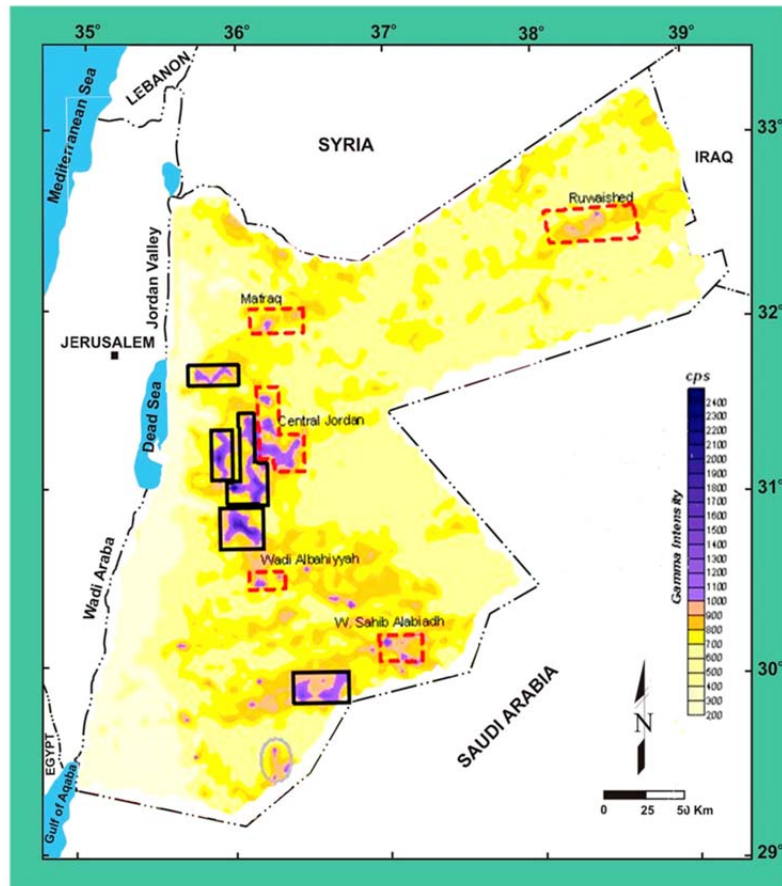 35°
36°
37°
38°
39°
Mediterranean Sea
LEBANON
33°
SYRIA
IRAQ
Ruwaished
Jordan Valley
Mafraq
32°
JERUSALEM
Dead Sea
cps
2400
2300
2200
2100
2000
1900
1800
1700
1600
1500
1400
1300
1200
1100
1000
900
800
700
600
500
400
300
200
Gamma Intensity
Central Jordan
31°
Wadi Araba
Wadi Albahiyyah
W. Sahib Alabiadh
30°
SAUDI ARABIA
N
EGYPT
Gulf of Aqaba
0 25 50 Km
29°